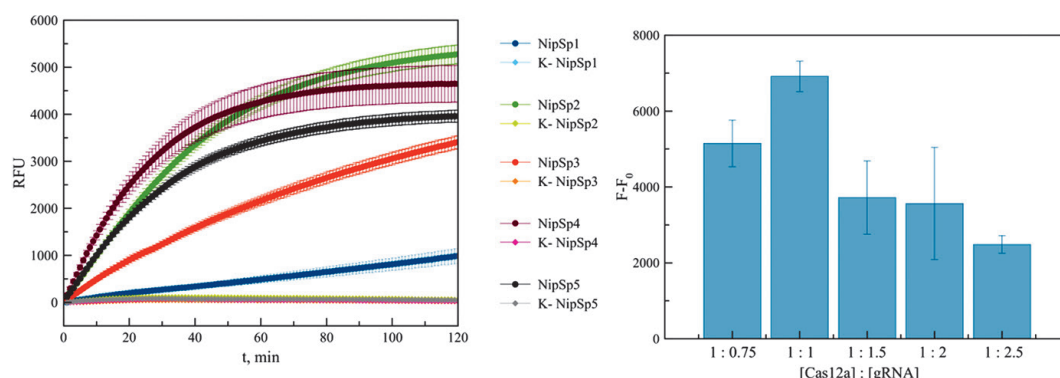 6000
5000
4000
3000
2000
1000
0
RFU
0 20 40 60 80 100 120
t, min
NipSp1
K- NipSp1
NipSp2
K- NipSp2
NipSp3
K- NipSp3
NipSp4
K- NipSp4
NipSp5
K- NipSp5
8000
6000
4000
2000
0
F-F₀
1 : 0.75 1 : 1 1 : 1.5 1 : 2 1 : 2.5
[Cas12a] : [gRNA]